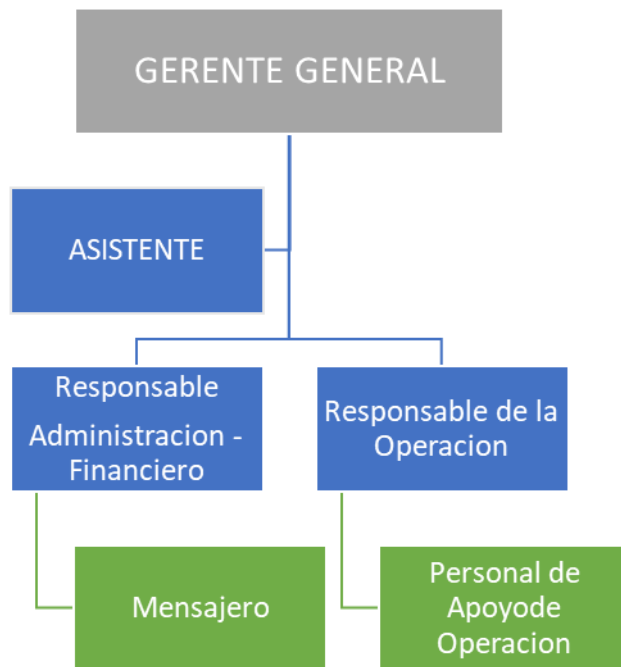 GERENTE GENERAL
ASISTENTE
Responsable
Administracion -
Financiero
Responsable de la
Operacion
Mensajero
Personal de
Apoyode
Operacion